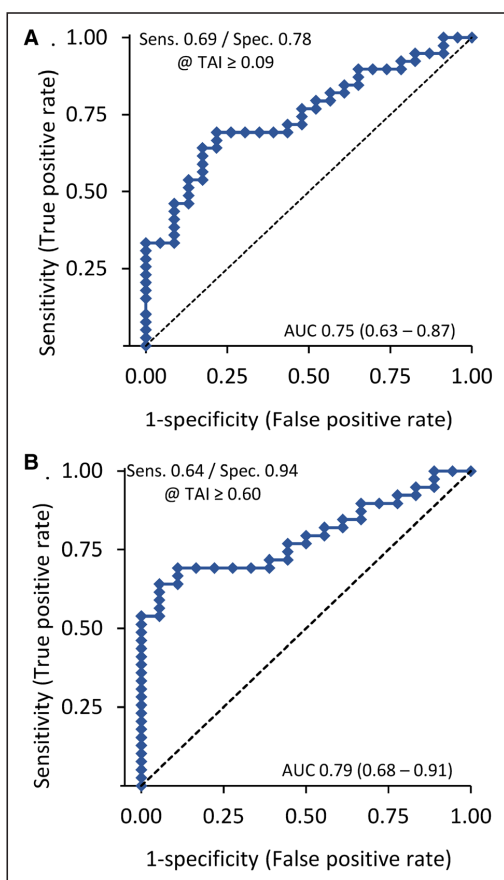 A
Sens. 0.69 / Spec. 0.78
@ TAI ≥ 0.09
1.00
0.75
0.50
0.25
Sensitivity (True positive rate)
AUC 0.75 (0.63 – 0.87)
0.00 0.25 0.50 0.75 1.00
1-specificity (False positive rate)
B
Sens. 0.64 / Spec. 0.94
@ TAI ≥ 0.60
1.00
0.75
0.50
0.25
Sensitivity (True positive rate)
AUC 0.79 (0.68 – 0.91)
0.00 0.25 0.50 0.75 1.00
1-specificity (False positive rate)